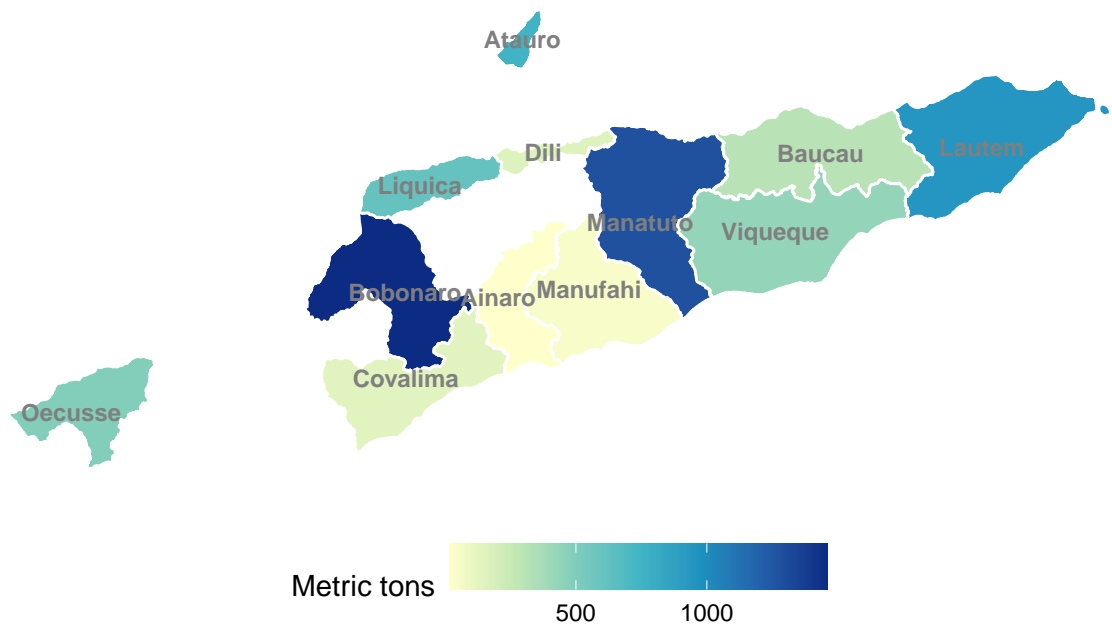 Atauro
Dili
Baucau
Lautem
Liquica
Manatuto
Viqueque
Bobonaro
Ainaro
Manufahi
Covalima
Oecusse
Metric tons
500
1000